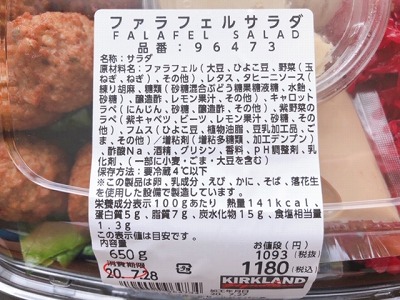 ファラフェルサラダ
FALAFEL SALAD
品番：96473
名称：サラダ
原材料名：ファラフェル（大豆、ひよこ豆、野菜（玉
ねぎ、ねぎ）、その他）、レタス、タヒーニソース（
練り胡麻、糖類（砂糖混合ぶどう糖果糖液糖、水飴、
砂糖）、醸造酢、レモン果汁、その他）、キャロット
ラペ（にんじん、砂糖、醸造酢、その他）、紫野菜の
ラペ（紫キャベツ、ビーツ、レモン果汁、砂糖、その
他）、フムス（ひよこ豆、植物油脂、豆乳加工品、ご
ま、その他）／増粘剤（増粘多糖類、加工デンプン）
、酢酸Na、酒精、グリシン、香料、pH調整剤、乳
化剤、（一部に小麦・ごま・大豆を含む）
保存方法：要冷蔵4℃以下
※この製品は卵、乳成分、えび、かに、そば、落花生
を使用した設備で製造しています。
栄養成分表示100gあたり 熱量141kcal、
蛋白質5g、脂質7g、炭水化物15g、食塩相当量
1.3g
この表示値は目安です。
内容量 お値段（円）
650g 1093（税抜）
消費期限 1180（税込）
20.7.28
KIRKLAND